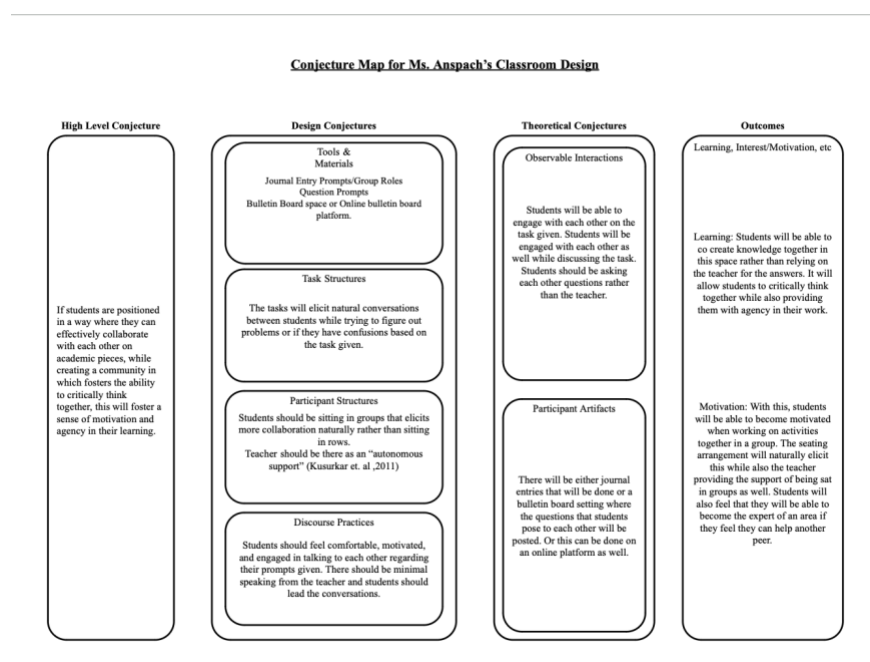 Conjecture Map for Ms. Anspach's Classroom Design
High Level Conjecture
If students are positioned
in a way where they can
effectively collaborate
with each other on
academic pieces, while
creating a community in
which fosters the ability
to critically think
together, this will foster a
sense of motivation and
agency in their learning.
Design Conjectures
Tools &
Materials
Journal Entry Prompts/Group Roles
Question Prompts
Bulletin Board space or Online bulletin board
platform.
Task Structures
The tasks will elicit natural conversations
between students while trying to figure out
problems or if they have confusions based on
the task given.
Participant Structures
Students should be sitting in groups that elicits
more collaboration naturally rather than sitting
in rows.
Teacher should be there as an "autonomous
support" (Kusurkar et. al ,2011)
Discourse Practices
Students should feel comfortable, motivated,
and engaged in talking to each other regarding
their prompts given. There should be minimal
speaking from the teacher and students should
lead the conversations.
Theoretical Conjectures
Observable Interactions
Students will be able to
engage with each other on the
task given. Students will be
engaged with each other as
well while discussing the task.
Students should be asking
each other questions rather
than the teacher.
Participant Artifacts
There will be either journal
entries that will be done or a
bulletin board setting where
the questions that students
pose to each other will be
posted. Or this can be done on
an online platform as well.
Outcomes
Learning, Interest/Motivation, etc
Learning: Students will be able to
co create knowledge together in
this space rather than relying on
the teacher for the answers. It will
allow students to critically think
together while also providing
them with agency in their work.
Motivation: With this, students
will be able to become motivated
when working on activities
together in a group. The seating
arrangement will naturally elicit
this while also the teacher
providing the support of being sat
in groups as well. Students will
also feel that they will be able to
become the expert of an area if
they feel they can help another
peer.